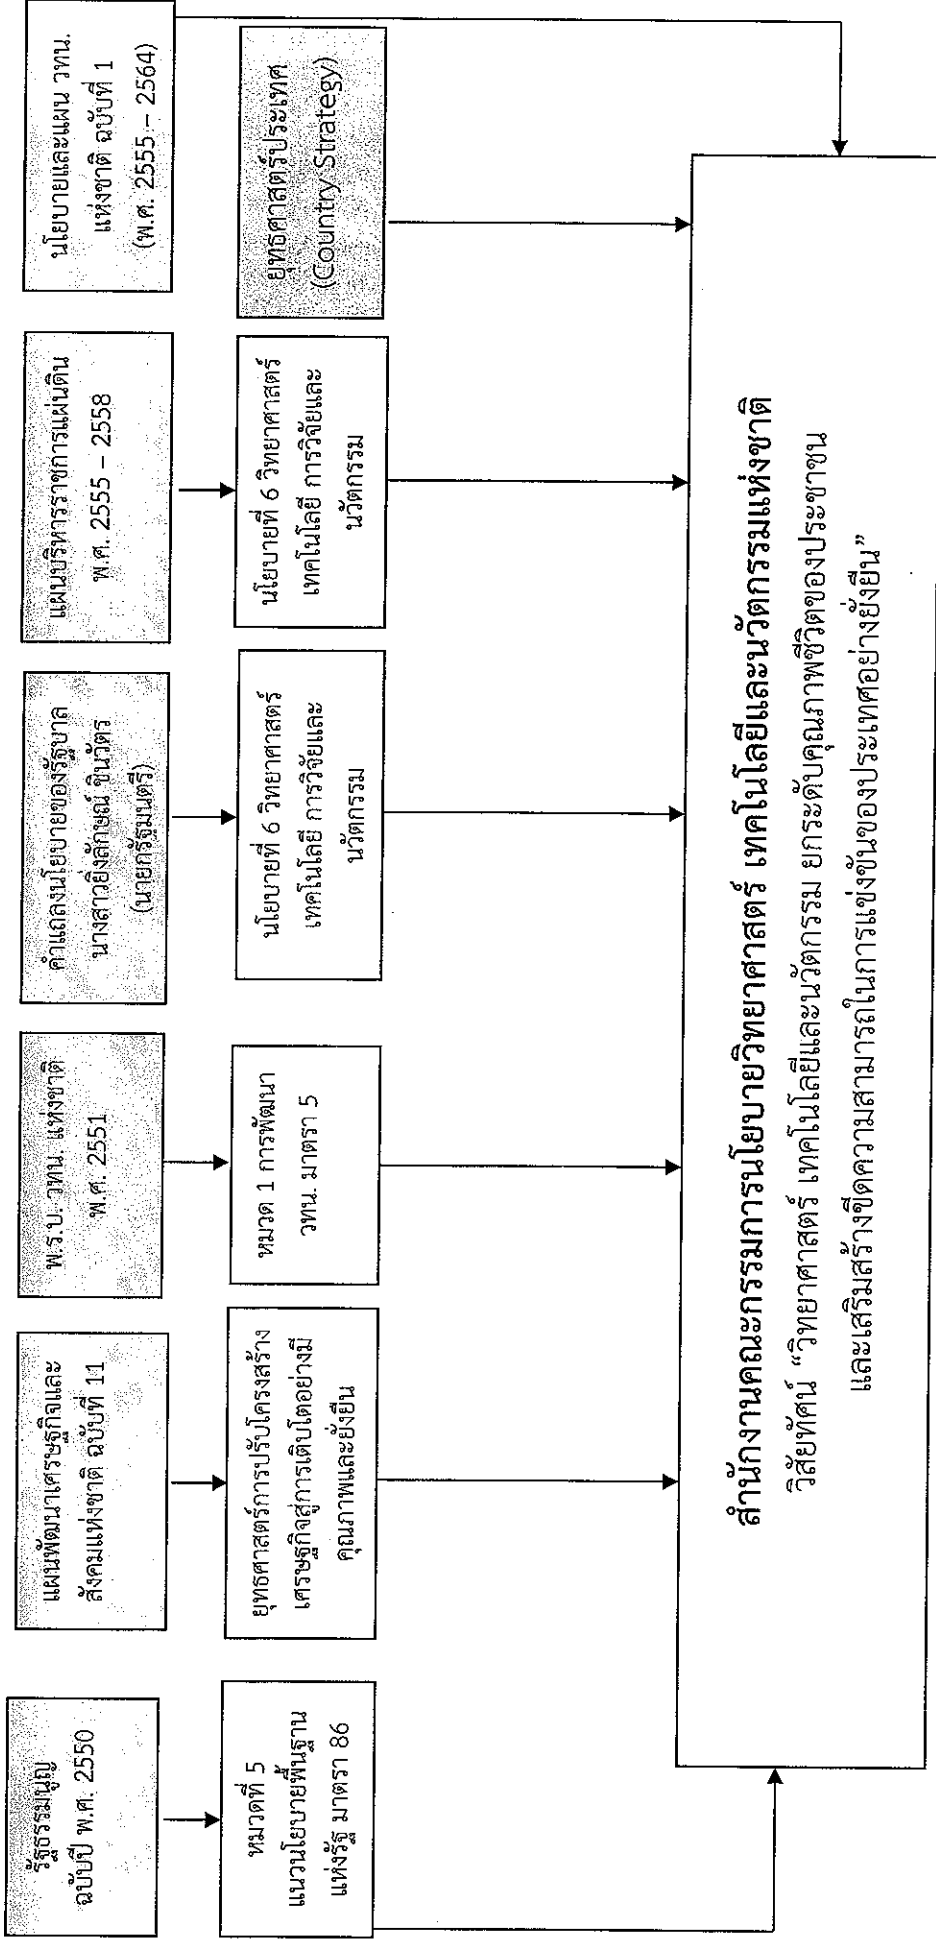 รัฐธรรมนูญ
ฉบับปี พ.ศ. 2550
แผนพัฒนาเศรษฐกิจและ
สังคมแห่งชาติ ฉบับที่ 11
พ.ร.บ. วทน. แห่งชาติ
พ.ศ. 2551
คำแถลงนโยบายของรัฐบาล
นางสาวยิ่งลักษณ์ ชินวัตร
(นายกรัฐมนตรี)
แผนบริหารราชการแผ่นดิน
พ.ศ. 2555 – 2558
นโยบายและแผน วทน.
แห่งชาติ ฉบับที่ 1
(พ.ศ. 2555 – 2564)
หมวดที่ 5
แนวนโยบายพื้นฐาน
แห่งรัฐ มาตรา 86
ยุทธศาสตร์การปรับโครงสร้าง
เศรษฐกิจสู่การเติบโตอย่างมี
คุณภาพและยั่งยืน
หมวด 1 การพัฒนา
วทน. มาตรา 5
นโยบายที่ 6 วิทยาศาสตร์
เทคโนโลยี การวิจัยและ
นวัตกรรม
นโยบายที่ 6 วิทยาศาสตร์
เทคโนโลยี การวิจัยและ
นวัตกรรม
ยุทธศาสตร์ประเทศ
(Country Strategy)
สำนักงานคณะกรรมการนโยบายวิทยาศาสตร์ เทคโนโลยีและนวัตกรรมแห่งชาติ
วิสัยทัศน์ “วิทยาศาสตร์ เทคโนโลยีและนวัตกรรม ยกระดับคุณภาพชีวิตของประชาชน
และเสริมสร้างขีดความสามารถในการแข่งขันของประเทศอย่างยั่งยืน”